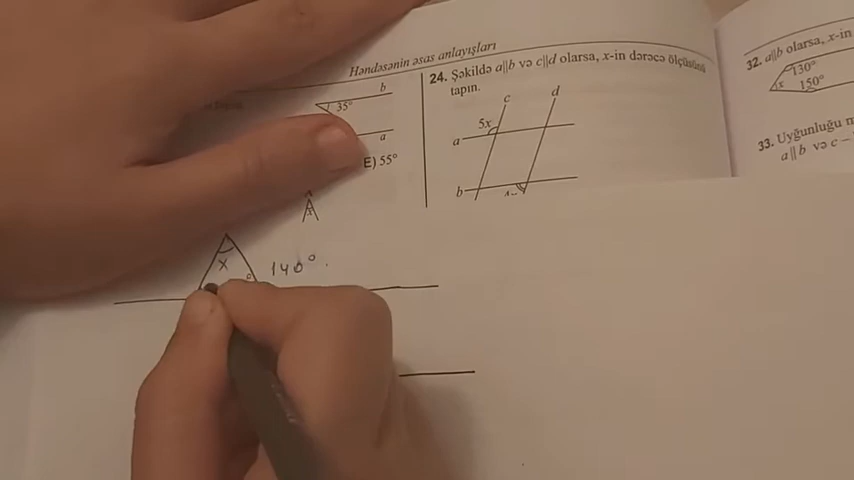 Həndəsənin əsas anlayışları
b
35°
a
E) 55°
24. Şəkildə a||b və c||d olarsa, x-in dərəcə ölçüsünü
tapın.
c
d
5x
a
b
32. a||b olarsa, x-in
130°
x
150°
33. Uyğunluğu
a || b və c –
x
x
140°